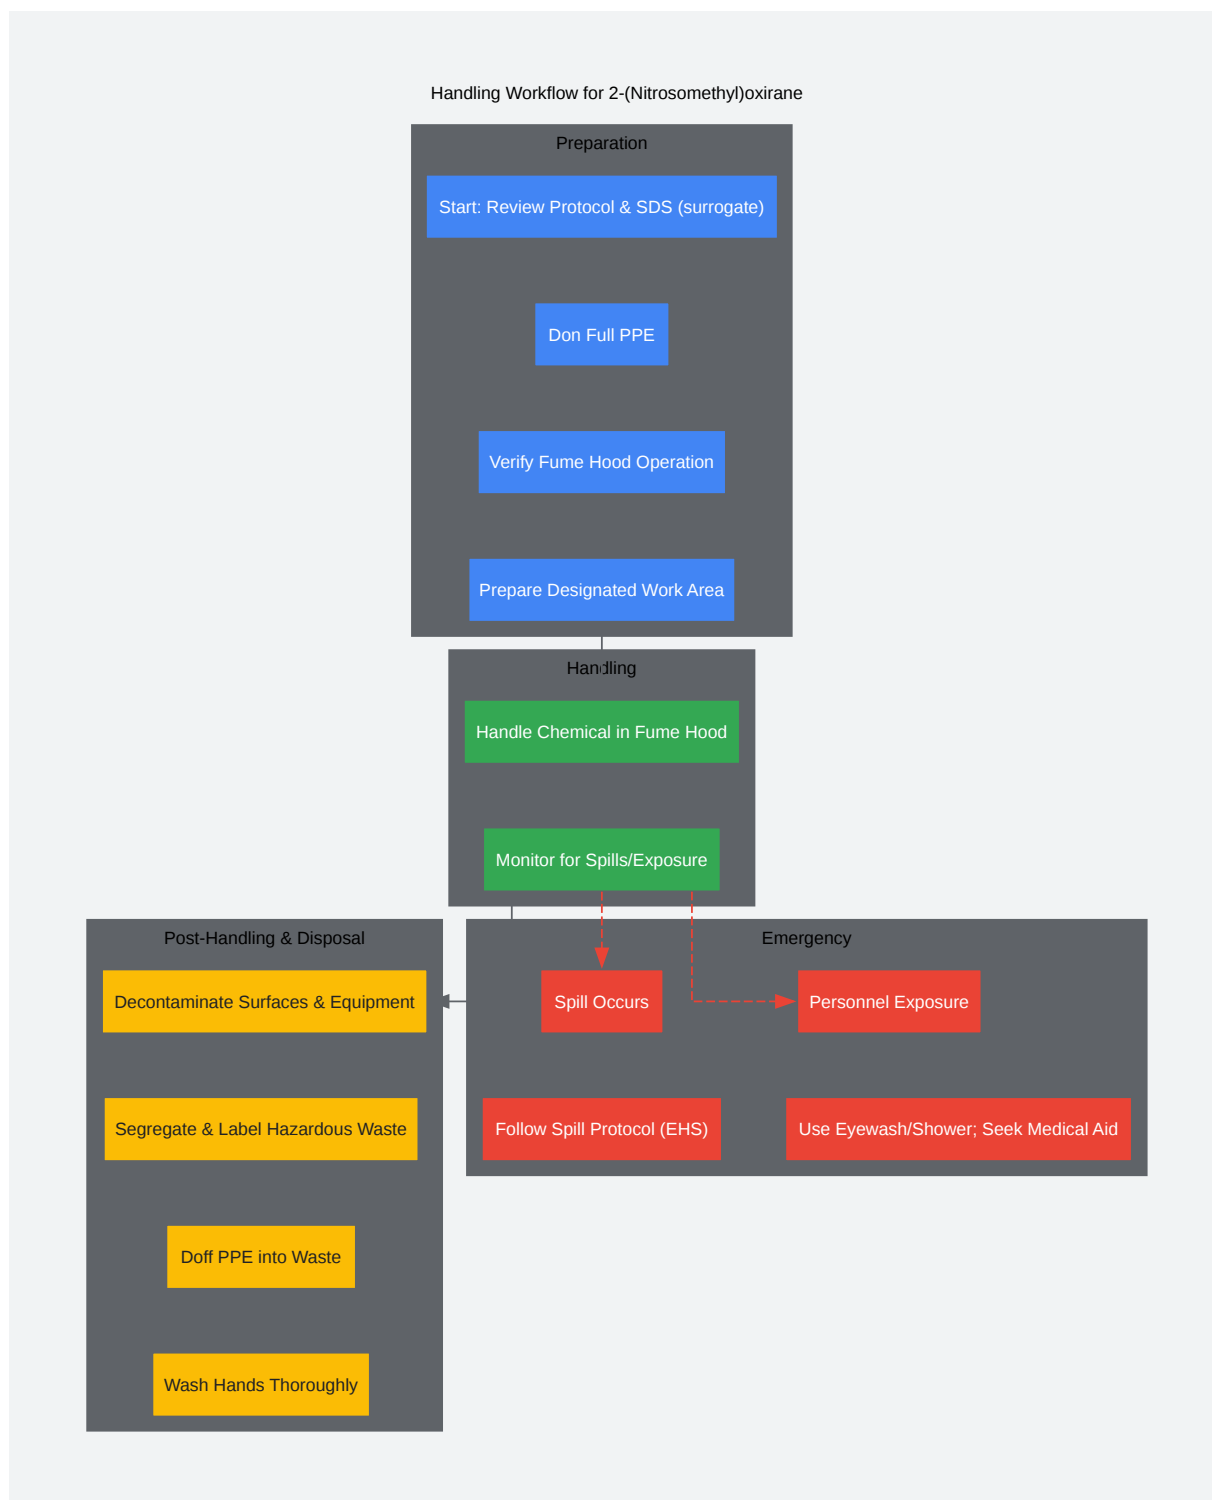 Handling Workflow for 2-(Nitrosomethyl)oxirane
Preparation
Start: Review Protocol & SDS (surrogate)
Don Full PPE
Verify Fume Hood Operation
Prepare Designated Work Area
Handling
Handle Chemical in Fume Hood
Monitor for Spills/Exposure
Post-Handling & Disposal
Decontaminate Surfaces & Equipment
Segregate & Label Hazardous Waste
Doff PPE into Waste
Wash Hands Thoroughly
Emergency
Spill Occurs
Personnel Exposure
Follow Spill Protocol (EHS)
Use Eyewash/Shower; Seek Medical Aid